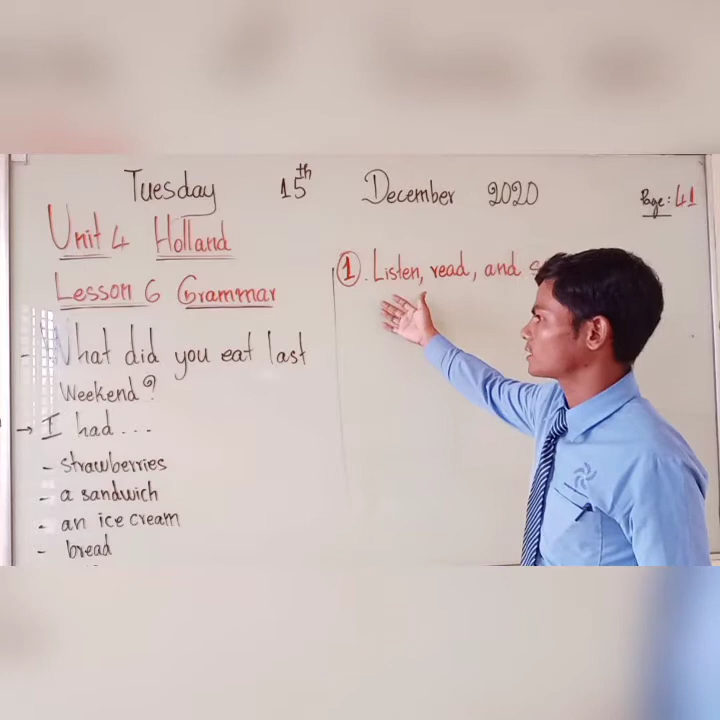 Tuesday 15th December 2020
Page: 41
Unit 4 Holland
Lesson 6 Grammar
- What did you eat last
Weekend?
→ I had...
- strawberries
- a sandwich
- an ice cream
- bread
1. Listen, read, and